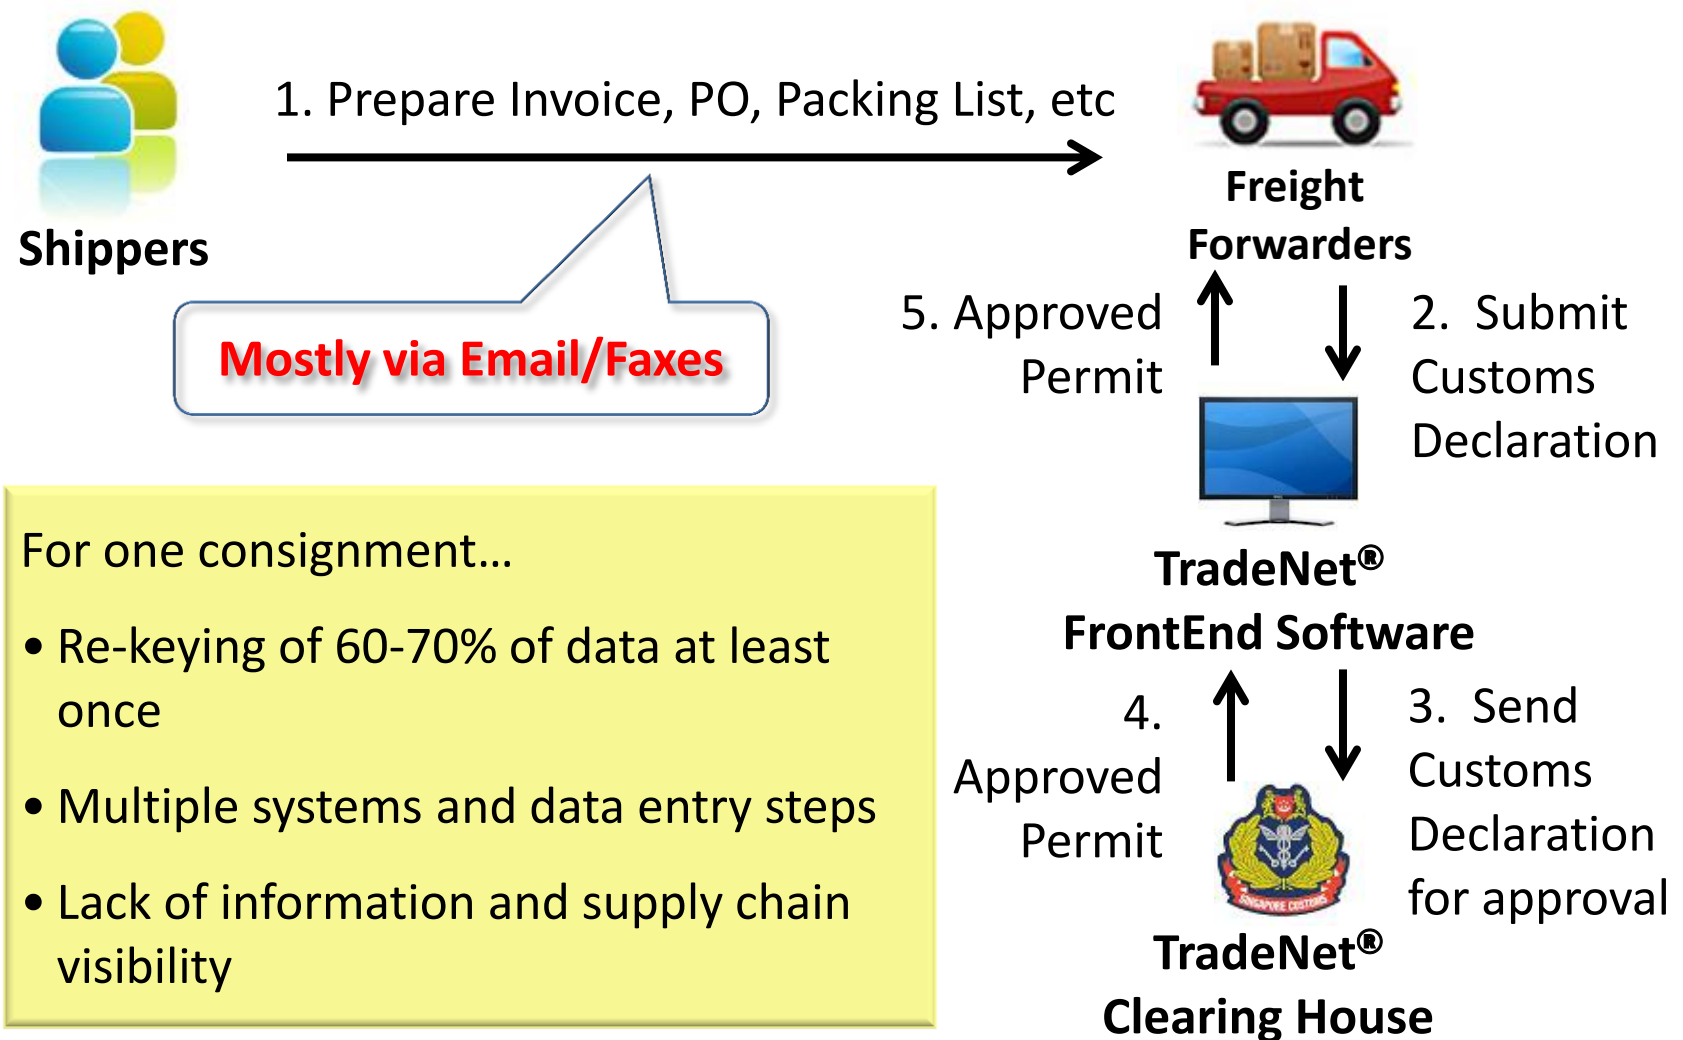 1. Prepare Invoice, PO, Packing List, etc
Shippers
Freight
Forwarders
Mostly via Email/Faxes
5. Approved
Permit
2. Submit
Customs
Declaration
For one consignment…
• Re-keying of 60-70% of data at least
once
• Multiple systems and data entry steps
• Lack of information and supply chain
visibility
TradeNet®
FrontEnd Software
4.
Approved
Permit
3. Send
Customs
Declaration
for approval
SINGAPORE CUSTOMS
TradeNet®
Clearing House